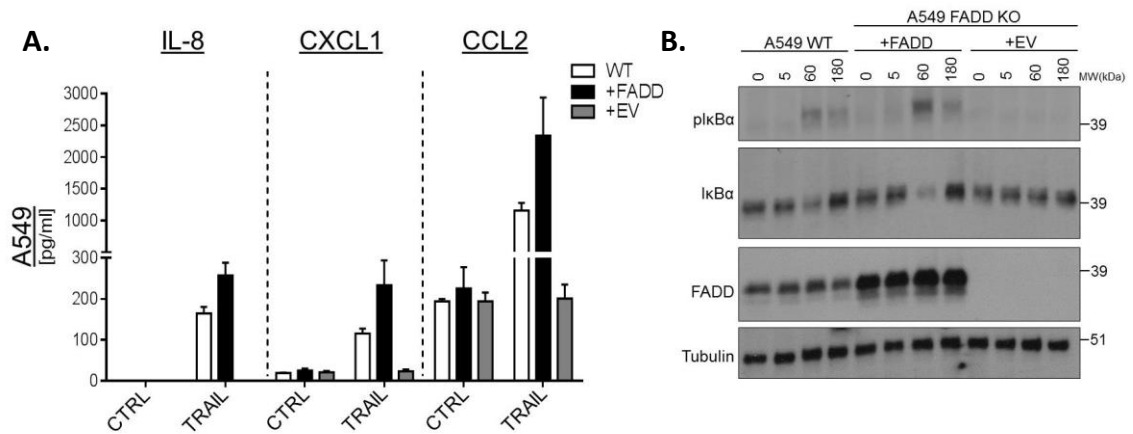 A.
IL-8
CXCL1
CCL2
WT
+FADD
+EV
A549
[pg/ml]
3000
2500
2000
1500
1000
300
200
100
0
CTRL
TRAIL
CTRL
TRAIL
CTRL
TRAIL
B.
A549 FADD KO
A549 WT
+FADD
+EV
0 5 60 180 0 5 60 180 0 5 60 180 MW(kDa)
pIκBα
39
IκBα
39
FADD
39
Tubulin
51